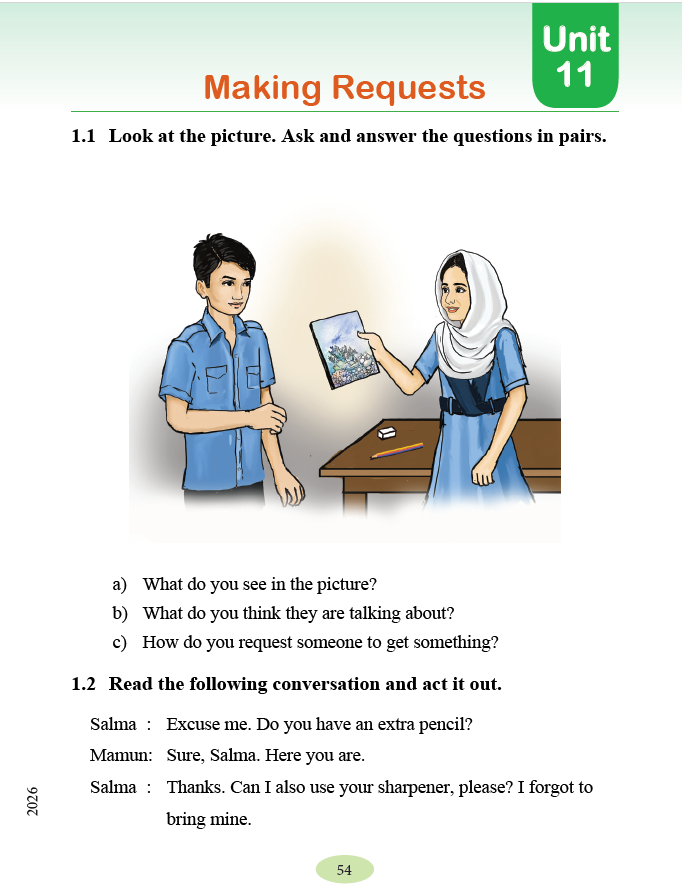 Unit
11
Making Requests
1.1 Look at the picture. Ask and answer the questions in pairs.
a) What do you see in the picture?
b) What do you think they are talking about?
c) How do you request someone to get something?
1.2 Read the following conversation and act it out.
Salma : Excuse me. Do you have an extra pencil?
Mamun: Sure, Salma. Here you are.
Salma : Thanks. Can I also use your sharpener, please? I forgot to
bring mine.
2026
54